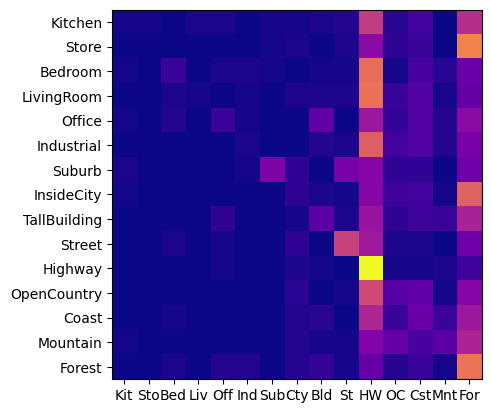 Kitchen
Store
Bedroom
LivingRoom
Office
Industrial
Suburb
InsideCity
TallBuilding
Street
Highway
OpenCountry
Coast
Mountain
Forest
Kit Sto Bed Liv Off Ind Sub Cty Bld St HW OC Cst Mnt For